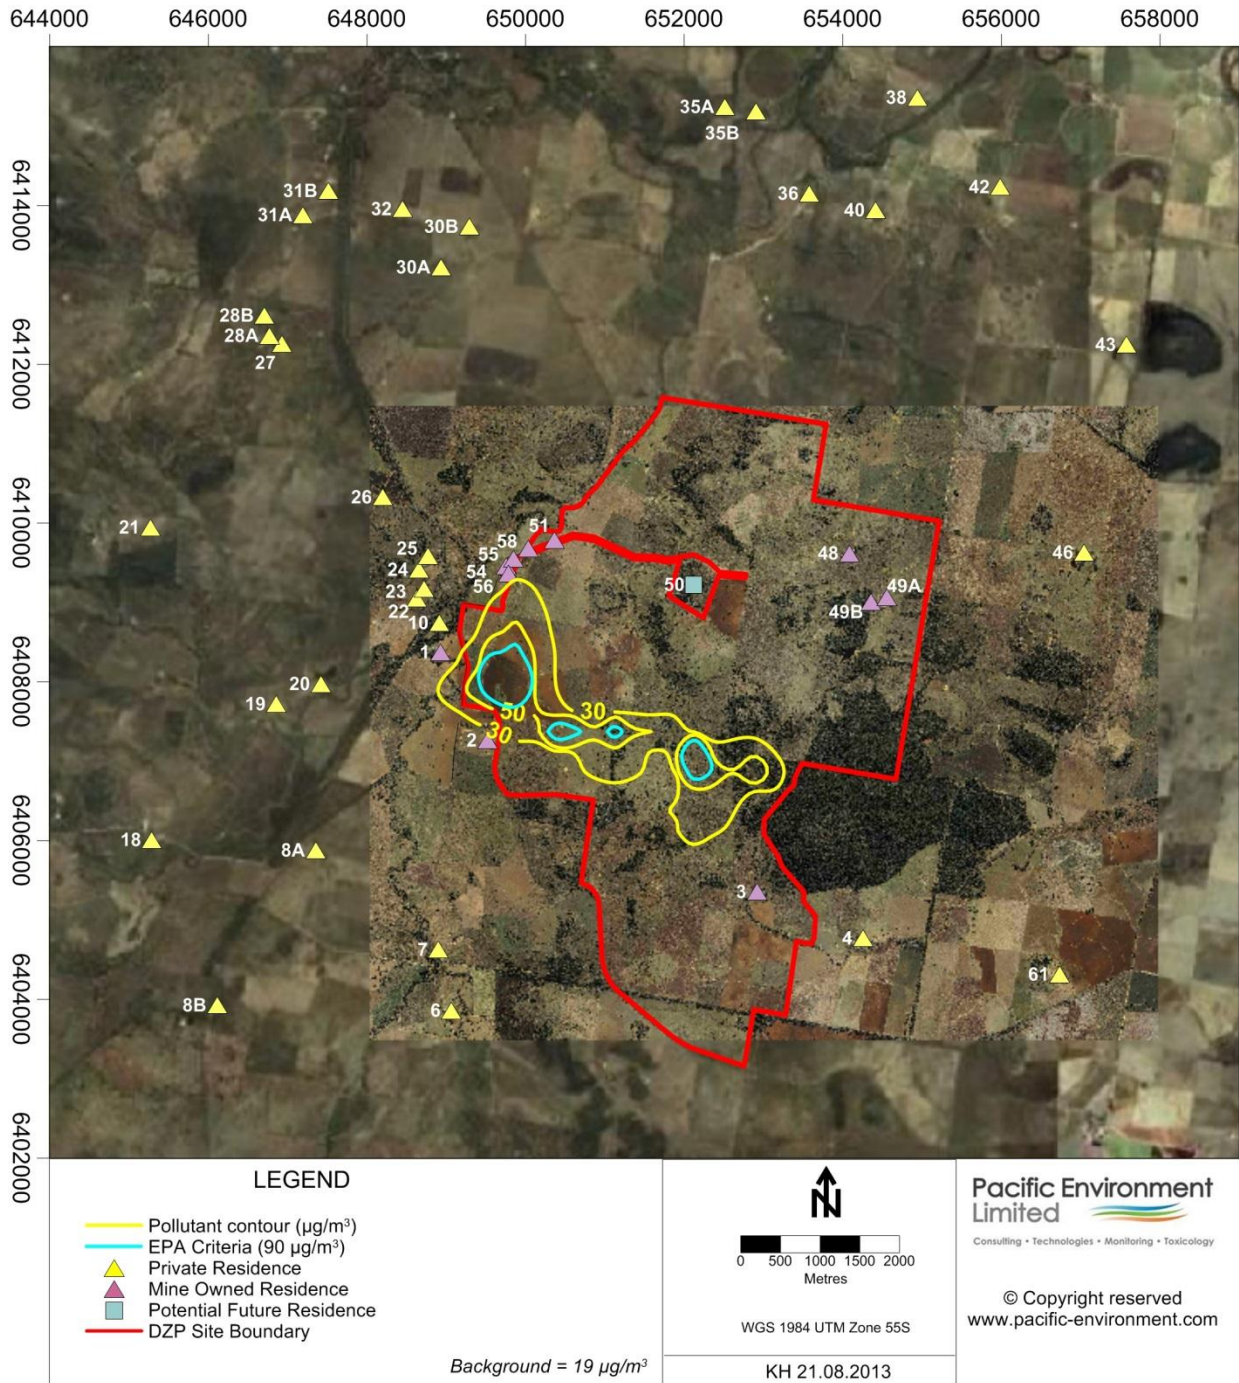 644000 646000 648000 650000 652000 654000 656000 658000
6414000
6412000
6410000
6408000
6406000
6404000
6402000
38
35A
35B
31B
42
36
32
40
31A
30B
30A
28B
28A
43
27
26
21
51
58
25
55
48
46
24
54
50
49A
23
56
22
49B
10
1
20
19
50
30
30
2
18
8A
3
4
7
61
8B
6
LEGEND
Pollutant contour (µg/m³)
EPA Criteria (90 µg/m³)
Private Residence
Mine Owned Residence
Potential Future Residence
DZP Site Boundary
Background = 19 µg/m³
N
0 500 1000 1500 2000
Metres
WGS 1984 UTM Zone 55S
KH 21.08.2013
Pacific Environment
Limited
Consulting • Technologies • Monitoring • Toxicology
© Copyright reserved
www.pacific-environment.com